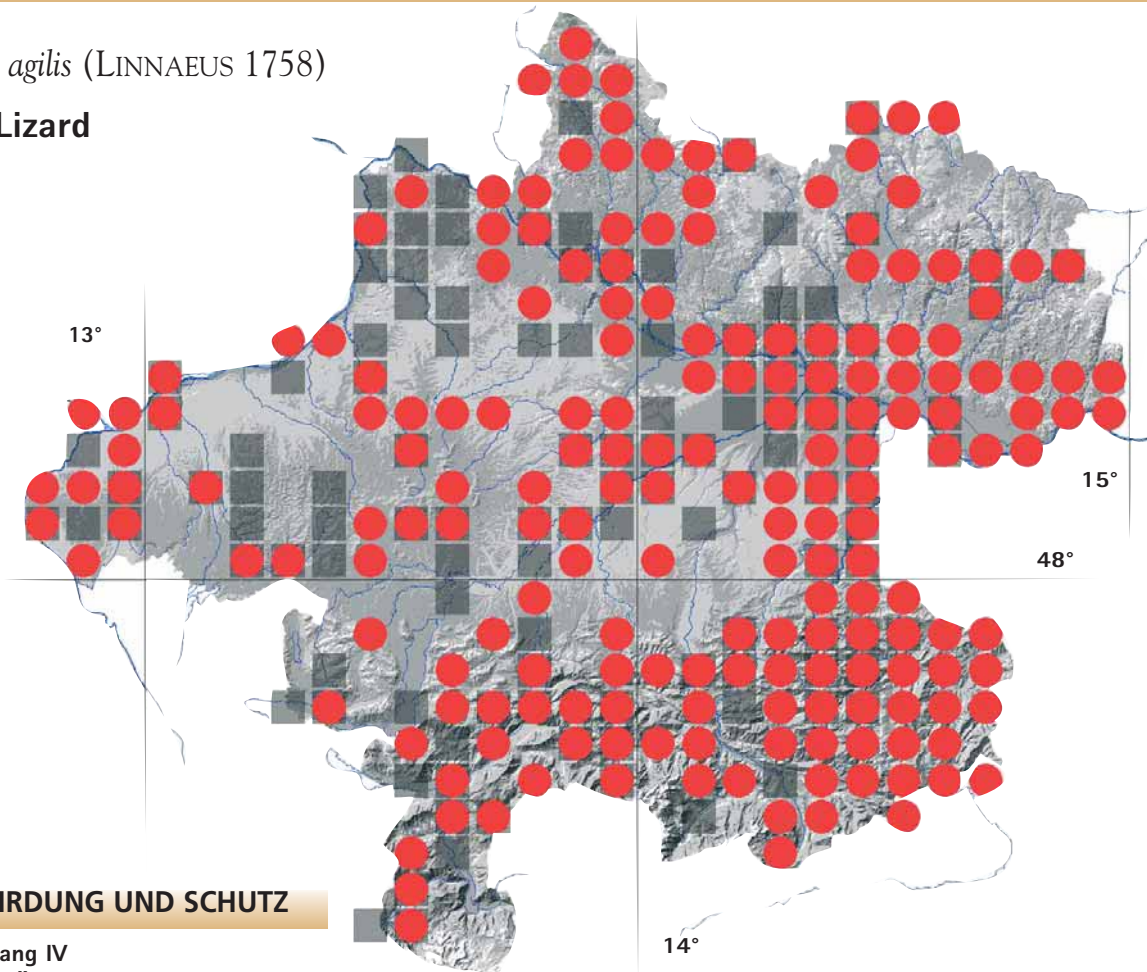 agilis (LINNAEUS 1758)
Lizard
13°
15°
48°
14°
RDUNG UND SCHUTZ
ang IV